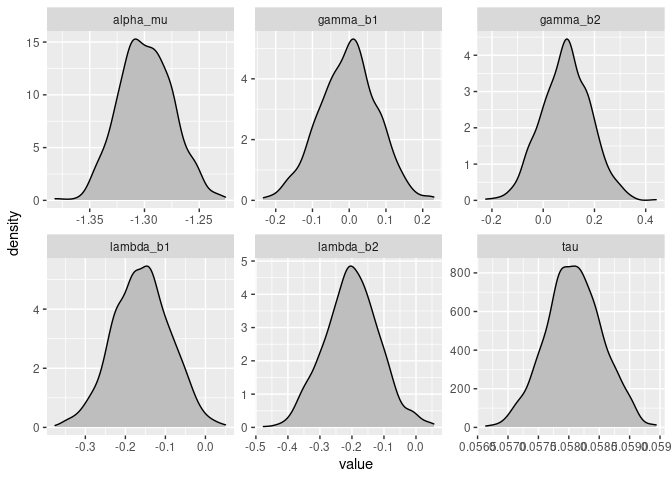 alpha_mu gamma_b1 gamma_b2
15
10
5
0
4
2
0
4
3
2
1
0
-1.35 -1.30 -1.25
-0.2 -0.1 0.0 0.1 0.2
-0.2 0.0 0.2 0.4
density
lambda_b1 lambda_b2 tau
4
2
0
5
4
3
2
1
0
800
600
400
200
0
-0.3 -0.2 -0.1 0.0
-0.5 -0.4 -0.3 -0.2 -0.1 0.0
0.0565 0.0570 0.0575 0.0580 0.0585 0.0590 0.059
value